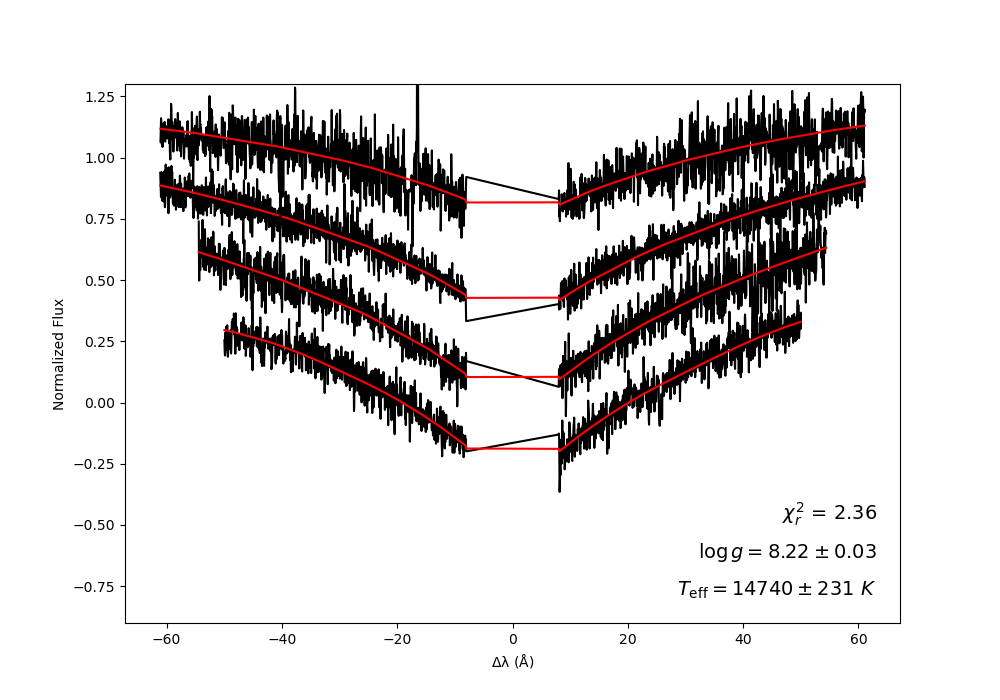 1.25
1.00
0.75
0.50
0.25
0.00
−0.25
−0.50
−0.75
Normalized Flux
χ²ᵣ = 2.36
log g = 8.22 ± 0.03
T_eff = 14740 ± 231 K
−60 −40 −20 0 20 40 60
Δλ (Å)